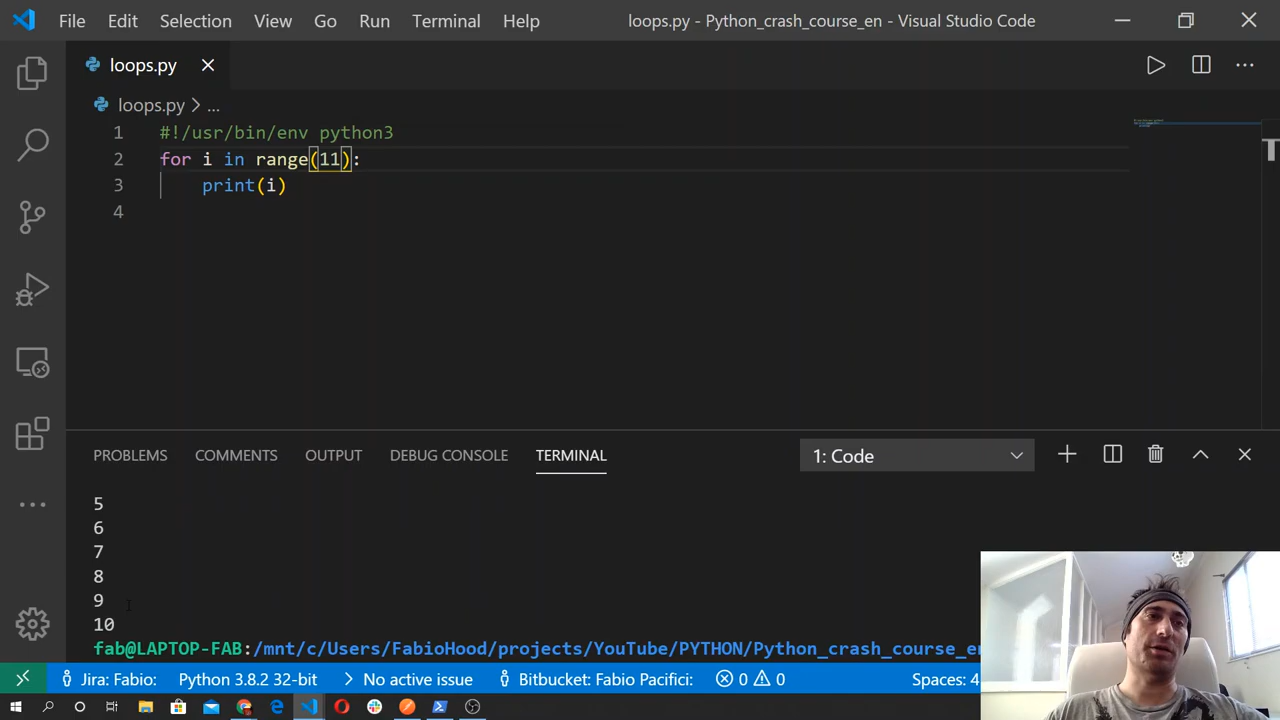 File Edit Selection View Go Run Terminal Help loops.py - Python_crash_course_en - Visual Studio Code
loops.py
loops.py > ...
1 #!/usr/bin/env python3
2 for i in range(11):
3 print(i)
4
PROBLEMS COMMENTS OUTPUT DEBUG CONSOLE TERMINAL 1: Code
5
6
7
8
9
10
fab@LAPTOP-FAB:/mnt/c/Users/FabioHood/projects/YouTube/PYTHON/Python_crash_course_en
Jira: Fabio: Python 3.8.2 32-bit No active issue Bitbucket: Fabio Pacifici: 0 0 Spaces: 4